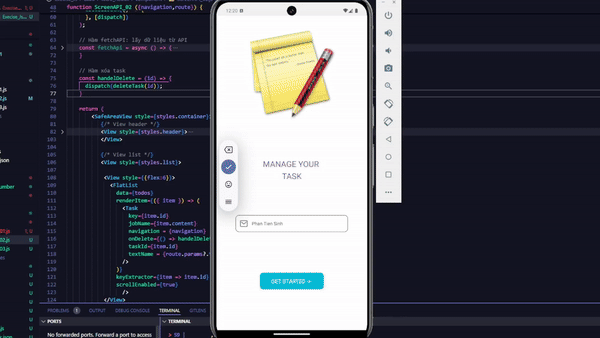 function ScreenAPI_02 ({navigation,route}) {
}, [dispatch])
);
// Hàm fetchAPI: lấy dữ liệu từ API
const FetchApi = async () => {
}
// Hàm xóa task
const handelDelete = (id) => {
dispatch(deleteTask(id));
}
return (
<SafeAreaView style={styles.container}
{/* View header */}
<View style={styles.header}>
</View>
{/* View list */}
<View style={styles.list}>
<View style={{flex:6}}>
<FlatList
data={todos}
renderItem={({ item }) => (
<Task
key={item.id}
jobName={item.content}
navigation = {navigation}
onDelete={() => handelDelete
taskId={item.id}
textName = {route.params?.
/>
)}
keyExtractor={item => item.id}
scrollEnabled={true}
/>
</View>
PROBLEMS 1 OUTPUT DEBUG CONSOLE TERMINAL GITLENS
PORTS
TERMINAL
No forwarded ports. Forward a port to access
12:20
MANAGE YOUR
TASK
Phan Tien Sinh
GET STARTED →